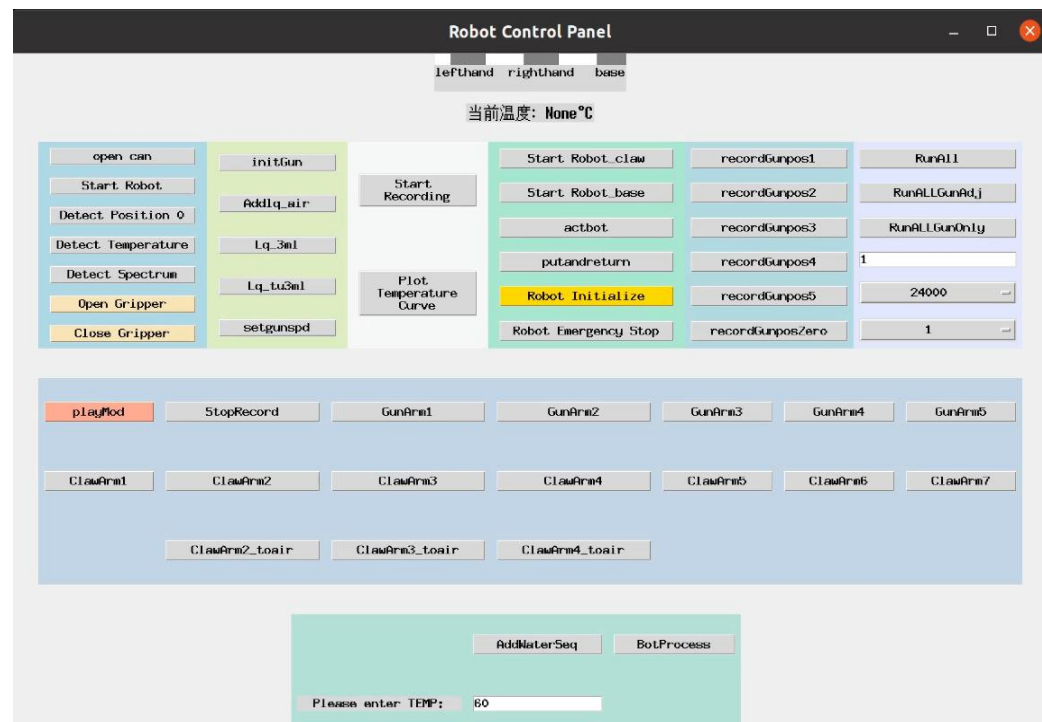 Robot Control Panel
lefthand righthand base
当前温度: None°C
open can
Start Robot
Detect Position 0
Detect Temperature
Detect Spectrum
Open Gripper
Close Gripper
initGun
Addlq_air
Lq_3ml
Lq_tu3ml
setgunspd
Start
Recording
Plot
Temperature
Curve
Start Robot_claw
Start Robot_base
actbot
putandreturn
Robot Initialize
Robot Emergency Stop
recordGunpos1
recordGunpos2
recordGunpos3
recordGunpos4
recordGunpos5
recordGunposZero
RunAll
RunALLGunAdj
RunALLGunOnly
1
24000
1
playMod StopRecord GunArm1 GunArm2 GunArm3 GunArm4 GunArm5
ClawArm1 ClawArm2 ClawArm3 ClawArm4 ClawArm5 ClawArm6 ClawArm7
ClawArm2_toair ClawArm3_toair ClawArm4_toair
AddWaterSeq BotProcess
Please enter TEMP: 60